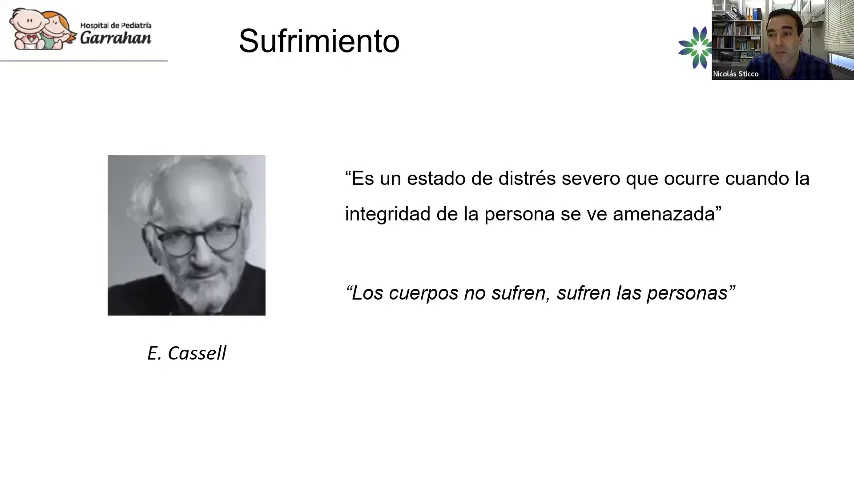 Hospital de Pediatría
Garrahan
Sufrimiento
Nicolás Sticco
“Es un estado de distrés severo que ocurre cuando la
integridad de la persona se ve amenazada”
“Los cuerpos no sufren, sufren las personas”
E. Cassell